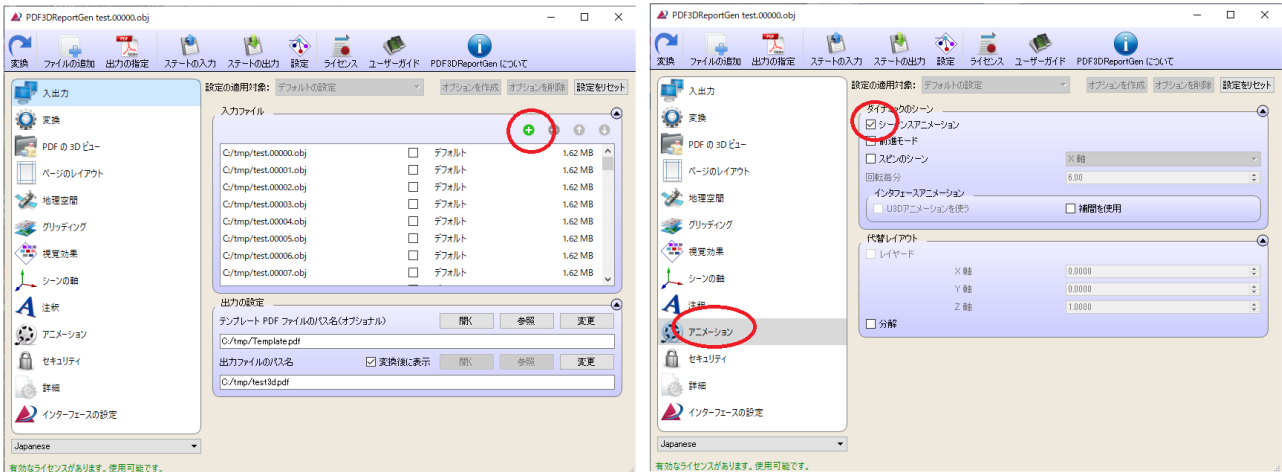 PDF3DReportGen test.00000.obj
変換 ファイルの追加 出力の指定 ステートの入力 ステートの出力 設定 ライセンス ユーザーガイド PDF3DReportGen について
入出力
変換
PDF の 3D ビュー
ページのレイアウト
地理空間
グリッディング
視覚効果
シーンの軸
注釈
アニメーション
セキュリティ
詳細
インターフェースの設定
Japanese
有効なライセンスがあります。使用可能です。
設定の適用対象: デフォルトの設定 オプションを作成 オプションを削除 設定をリセット
入力ファイル
C:/tmp/test.00000.obj デフォルト 1.62 MB
C:/tmp/test.00001.obj デフォルト 1.62 MB
C:/tmp/test.00002.obj デフォルト 1.62 MB
C:/tmp/test.00003.obj デフォルト 1.62 MB
C:/tmp/test.00004.obj デフォルト 1.62 MB
C:/tmp/test.00005.obj デフォルト 1.62 MB
C:/tmp/test.00006.obj デフォルト 1.62 MB
C:/tmp/test.00007.obj デフォルト 1.62 MB
出力の設定
テンプレート PDF ファイルのパス名(オプショナル) 開く 参照 変更
C:/tmp/Template.pdf
出力ファイルのパス名 変換後に表示 開く 参照 変更
C:/tmp/test3d.pdf
PDF3DReportGen test.00000.obj
変換 ファイルの追加 出力の指定 ステートの入力 ステートの出力 設定 ライセンス ユーザーガイド PDF3DReportGen について
入出力
変換
PDF の 3D ビュー
ページのレイアウト
地理空間
グリッディング
視覚効果
シーンの軸
注釈
アニメーション
セキュリティ
詳細
インターフェースの設定
Japanese
有効なライセンスがあります。使用可能です。
設定の適用対象: デフォルトの設定 オプションを作成 オプションを削除 設定をリセット
ダイナミックのシーン
シーケンスアニメーション
前進モード
スピンのシーン X 軸
回転毎分 6.00
インタフェースアニメーション
U3Dアニメーションを使う 補間を使用
代替レイアウト
レイヤード
X 軸 0.0000
Y 軸 0.0000
Z 軸 1.0000
分解